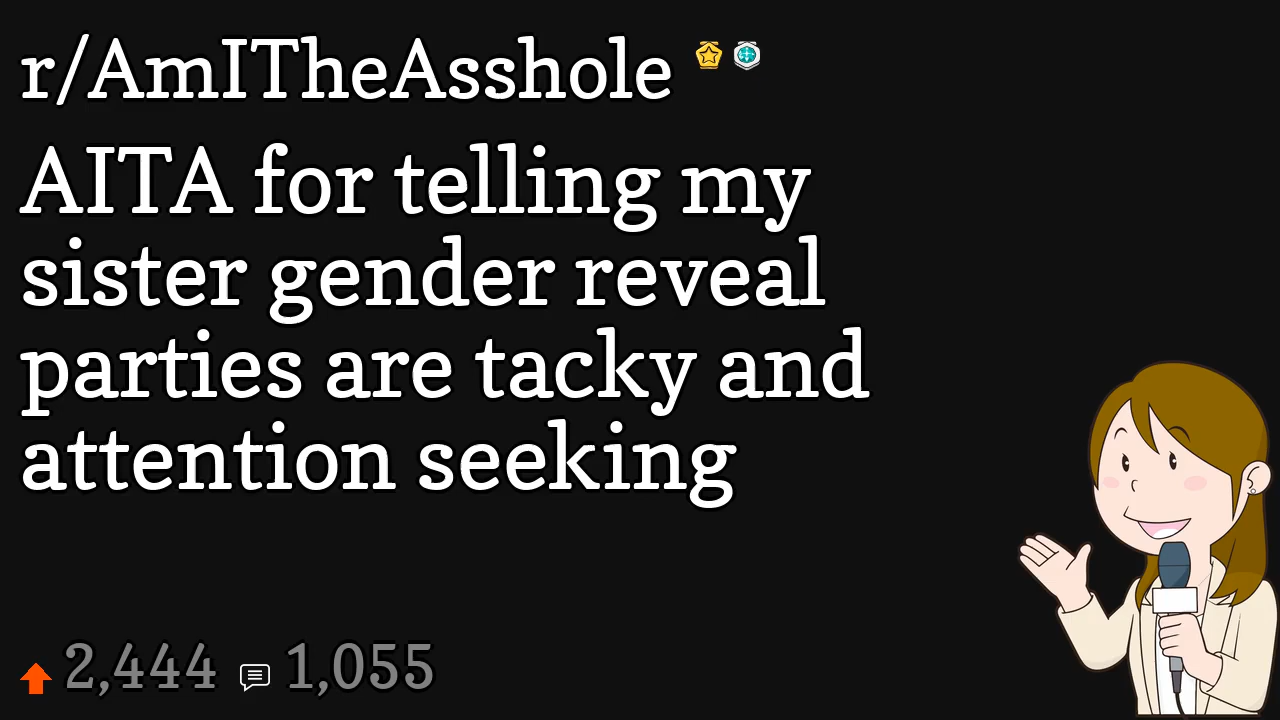 r/AmITheAsshole
AITA for telling my
sister gender reveal
parties are tacky and
attention seeking
2,444 1,055